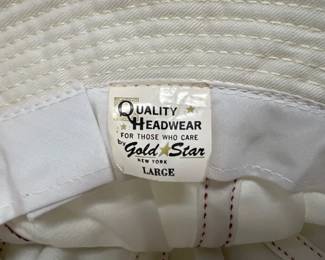 QUALITY
HEADWEAR
FOR THOSE WHO CARE
by Gold Star
NEW YORK
LARGE